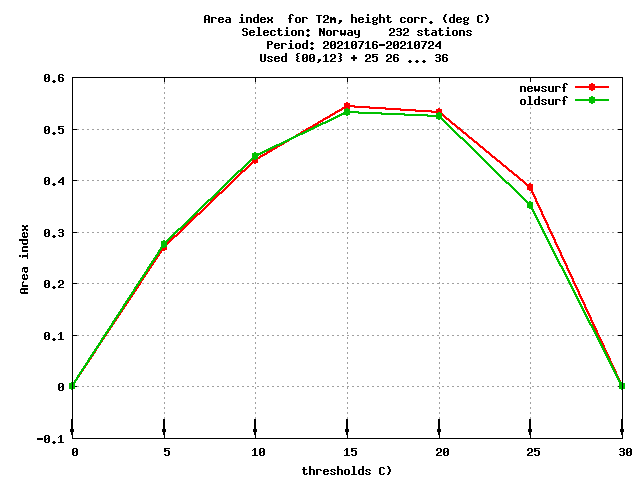 Area index  for T2m, height corr. (deg C)
Selection: Norway    232 stations
Period: 20210716-20210724
Used {00,12} + 25 26 ... 36
newsurf
oldsurf
0.6
0.5
0.4
0.3
0.2
0.1
0
-0.1
Area index
0 5 10 15 20 25 30
thresholds C)